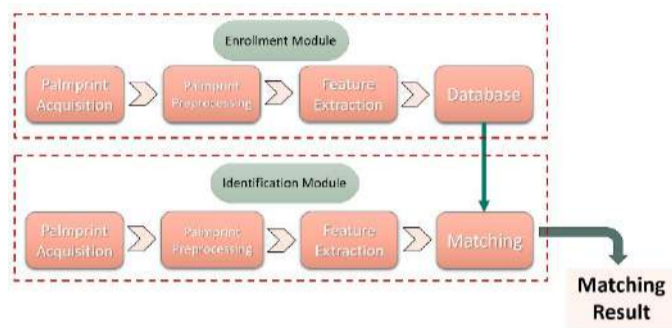 Enrollment Module
Palmprint
Acquisition
Palmprint
Preprocessing
Feature
Extraction
Database
Identification Module
Palmprint
Acquisition
Palmprint
Preprocessing
Feature
Extraction
Matching
Matching
Result